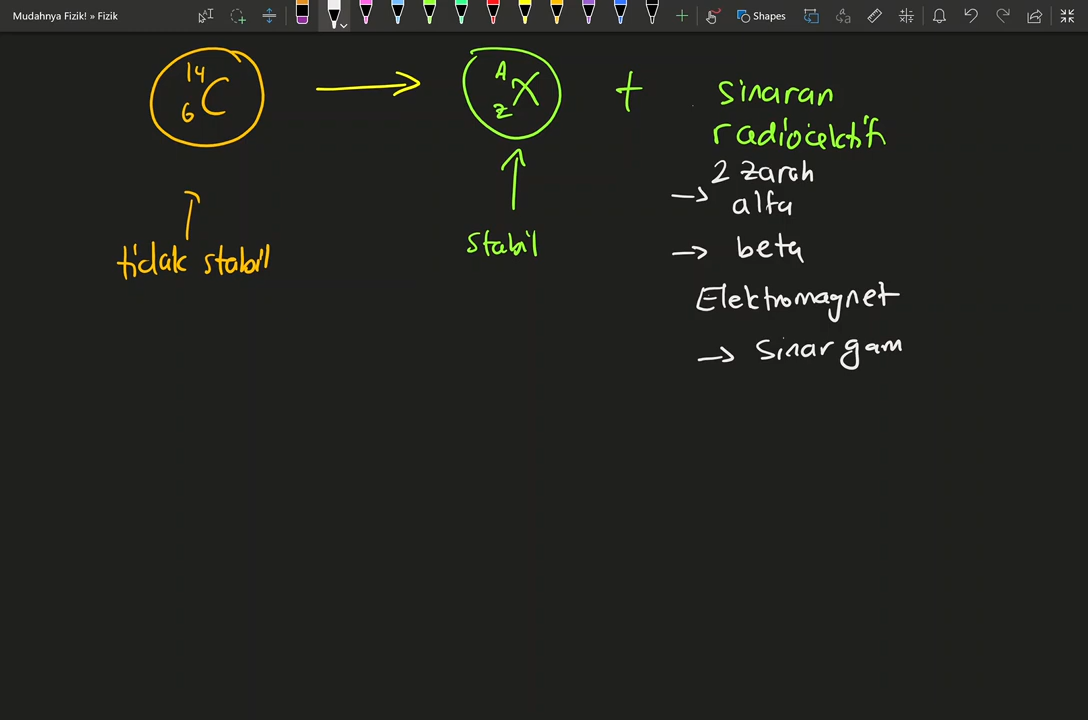 Mudahnya Fizik! » Fizik
Shapes
14
6 C → A
Z X + sinaran
radioaktif
2 zarah
→ alfa
→ beta
Elektromagnet
→ Sinar gam
tidak stabil
stabil